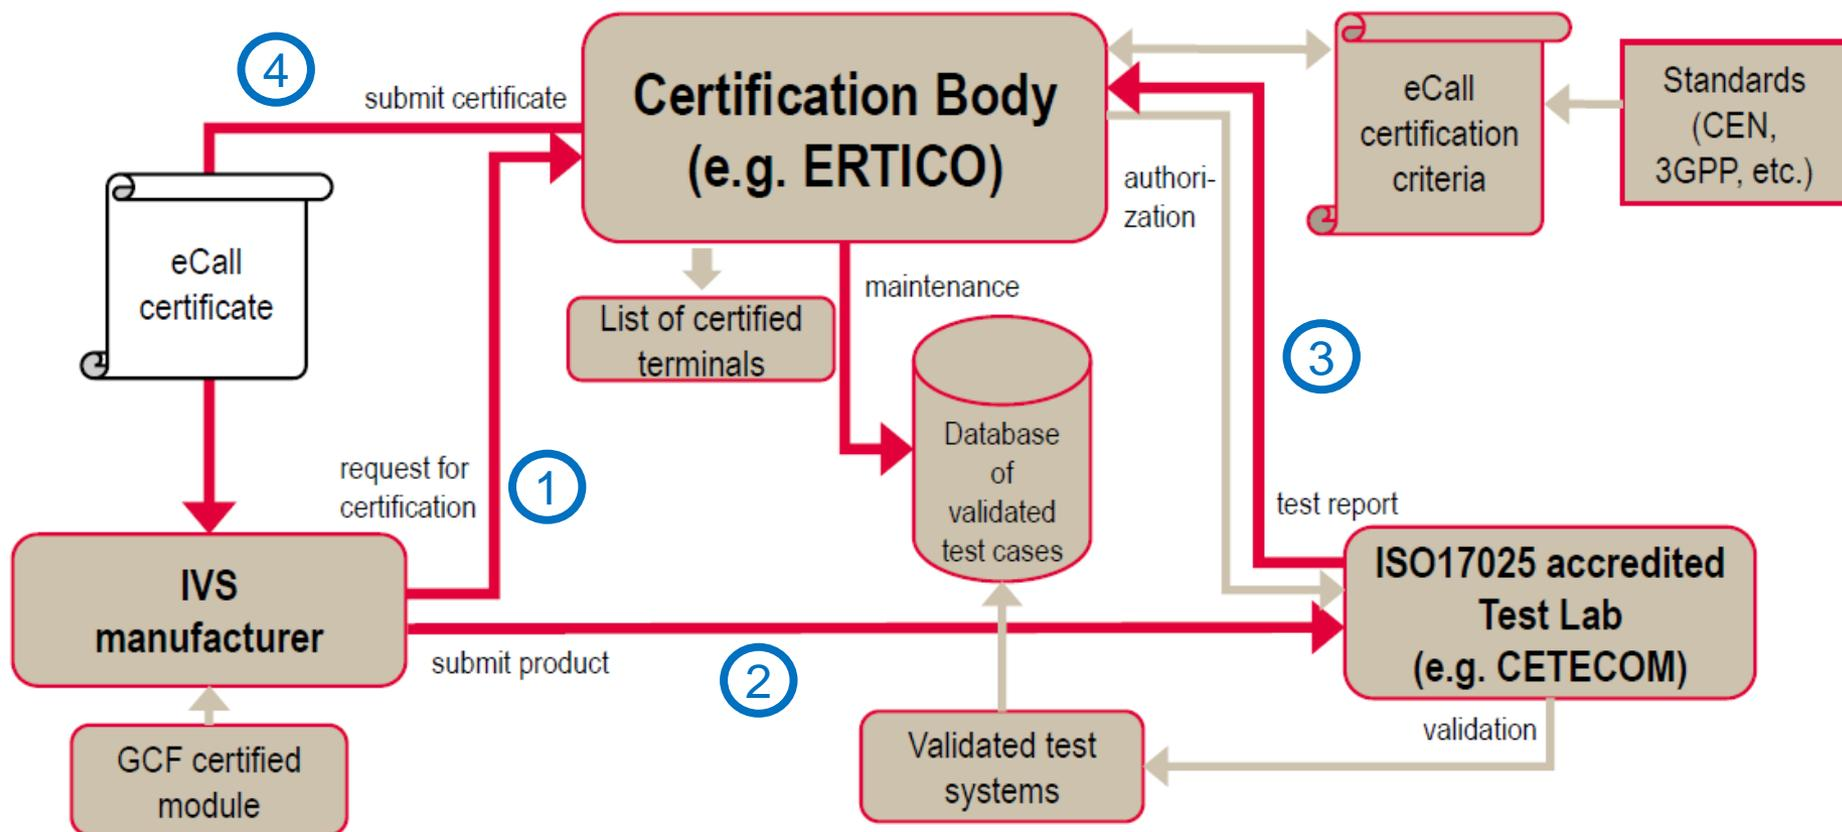 4
submit certificate
Certification Body
(e.g. ERTICO)
eCall
certification
criteria
Standards
(CEN,
3GPP, etc.)
authori-
zation
eCall
certificate
List of certified
terminals
maintenance
Database
of
validated
test cases
3
request for
certification
1
test report
IVS
manufacturer
ISO17025 accredited
Test Lab
(e.g. CETECOM)
submit product
2
GCF certified
module
Validated test
systems
validation